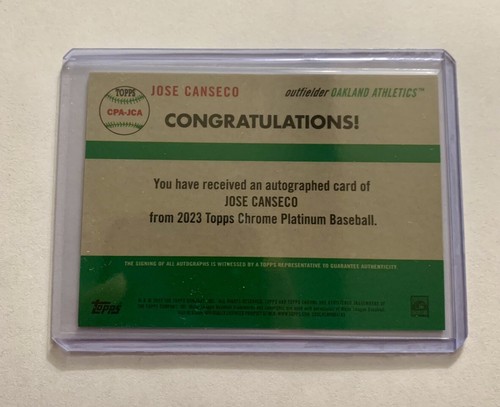 TOPPS
CPA-JCA
JOSE CANSECO
outfielder OAKLAND ATHLETICS™
CONGRATULATIONS!
You have received an autographed card of
JOSE CANSECO
from 2023 Topps Chrome Platinum Baseball.
THE SIGNING OF ALL AUTOGRAPHS IS WITNESSED BY A TOPPS REPRESENTATIVE TO GUARANTEE AUTHENTICITY
Topps